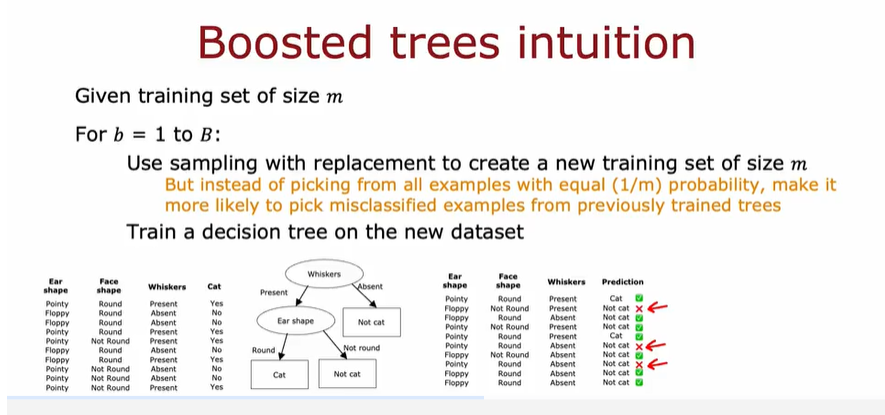 Boosted trees intuition
Given training set of size m
For b = 1 to B:
Use sampling with replacement to create a new training set of size m
But instead of picking from all examples with equal (1/m) probability, make it
more likely to pick misclassified examples from previously trained trees
Train a decision tree on the new dataset
Ear shape Face shape Whiskers Cat
Pointy Round Present Yes
Floppy Round Absent No
Floppy Round Absent No
Pointy Round Present Yes
Pointy Not Round Present Yes
Floppy Round Absent No
Floppy Round Present Yes
Pointy Not Round Absent No
Pointy Not Round Absent No
Pointy Not Round Present Yes
Whiskers
Present Absent
Ear shape Not cat
Round Not round
Cat Not cat
Ear shape Face shape Whiskers Prediction
Pointy Round Present Cat ✅
Floppy Not Round Present Not cat ❌
Floppy Round Absent Not cat ✅
Pointy Not Round Present Not cat ✅
Pointy Round Present Cat ✅
Pointy Round Absent Not cat ❌
Floppy Not Round Absent Not cat ✅
Pointy Round Absent Not cat ❌
Floppy Round Absent Not cat ✅
Floppy Round Absent Not cat ✅